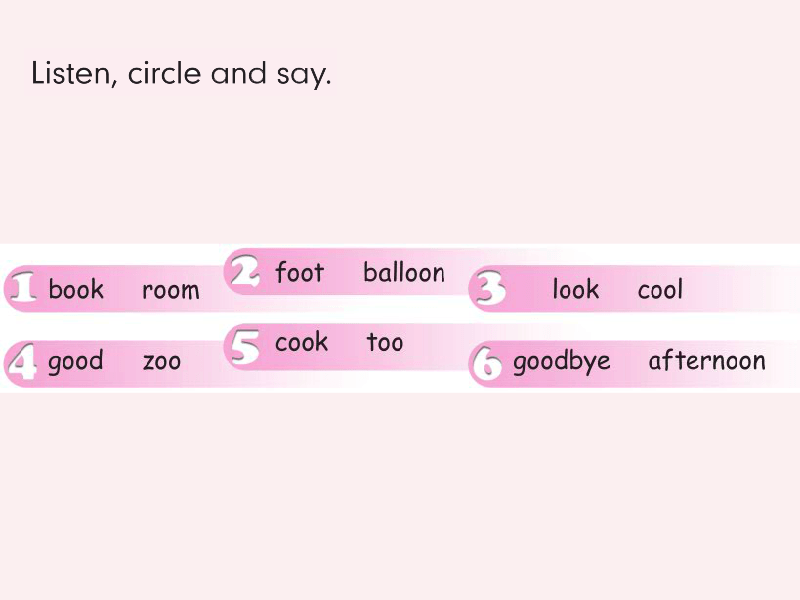 Listen, circle and say.
1 book room
2 foot balloon
3 look cool
4 good zoo
5 cook too
6 goodbye afternoon